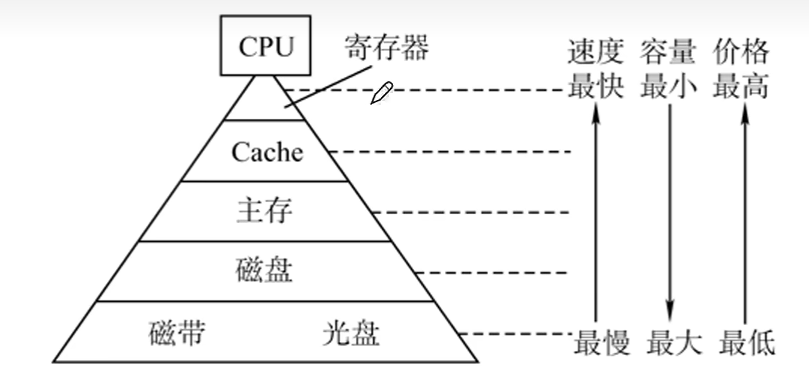 CPU
寄存器
速度 容量 价格
最快 最小 最高
Cache
主存
磁盘
磁带 光盘
最慢 最大 最低